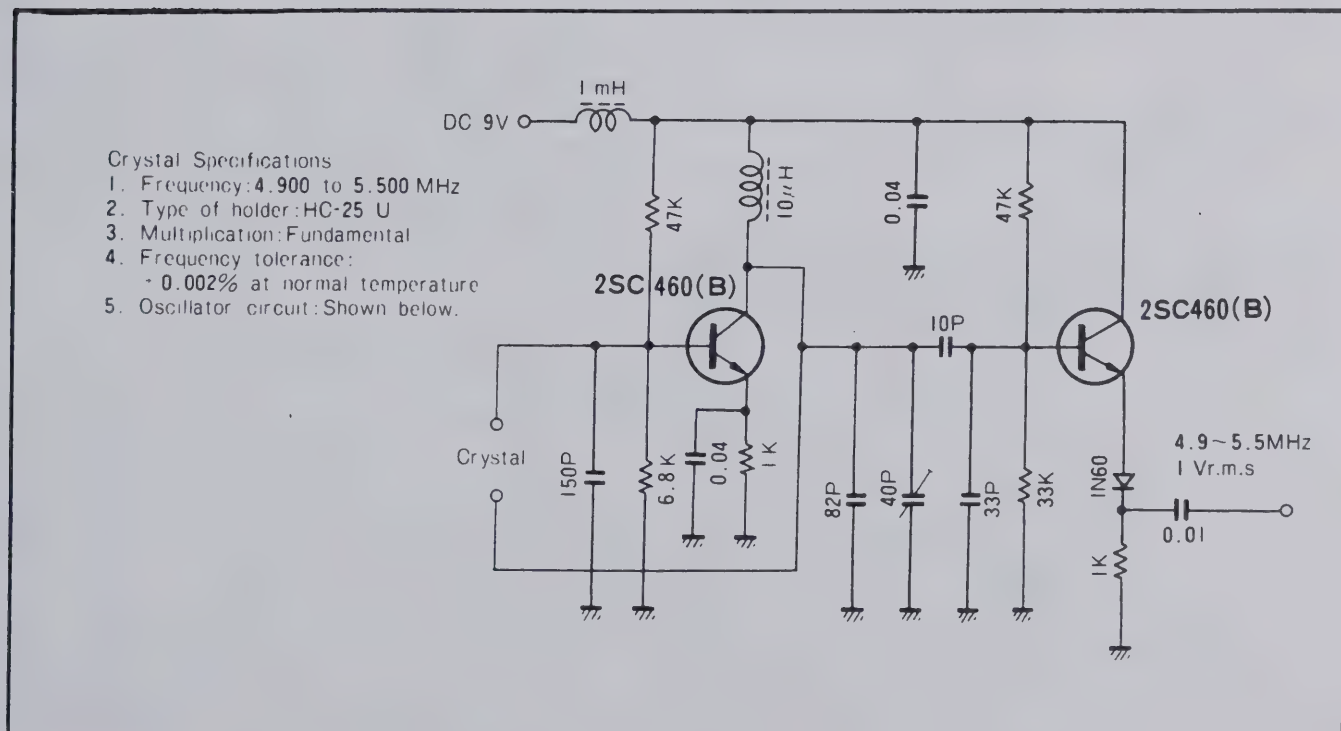 1 mH
DC 9V
Crystal Specifications
1. Frequency: 4.900 to 5.500 MHz
2. Type of holder: HC-25 U
3. Multiplication: Fundamental
4. Frequency tolerance:
0.002% at normal temperature
5. Oscillator circuit: Shown below.
47K
10μH
0.04
47K
2SC460(B)
2SC460(B)
10P
Crystal
150P
6.8K
0.04
1K
82P
40P
33P
33K
1N60
4.9~5.5MHz
1 Vr.m.s
0.01
1K